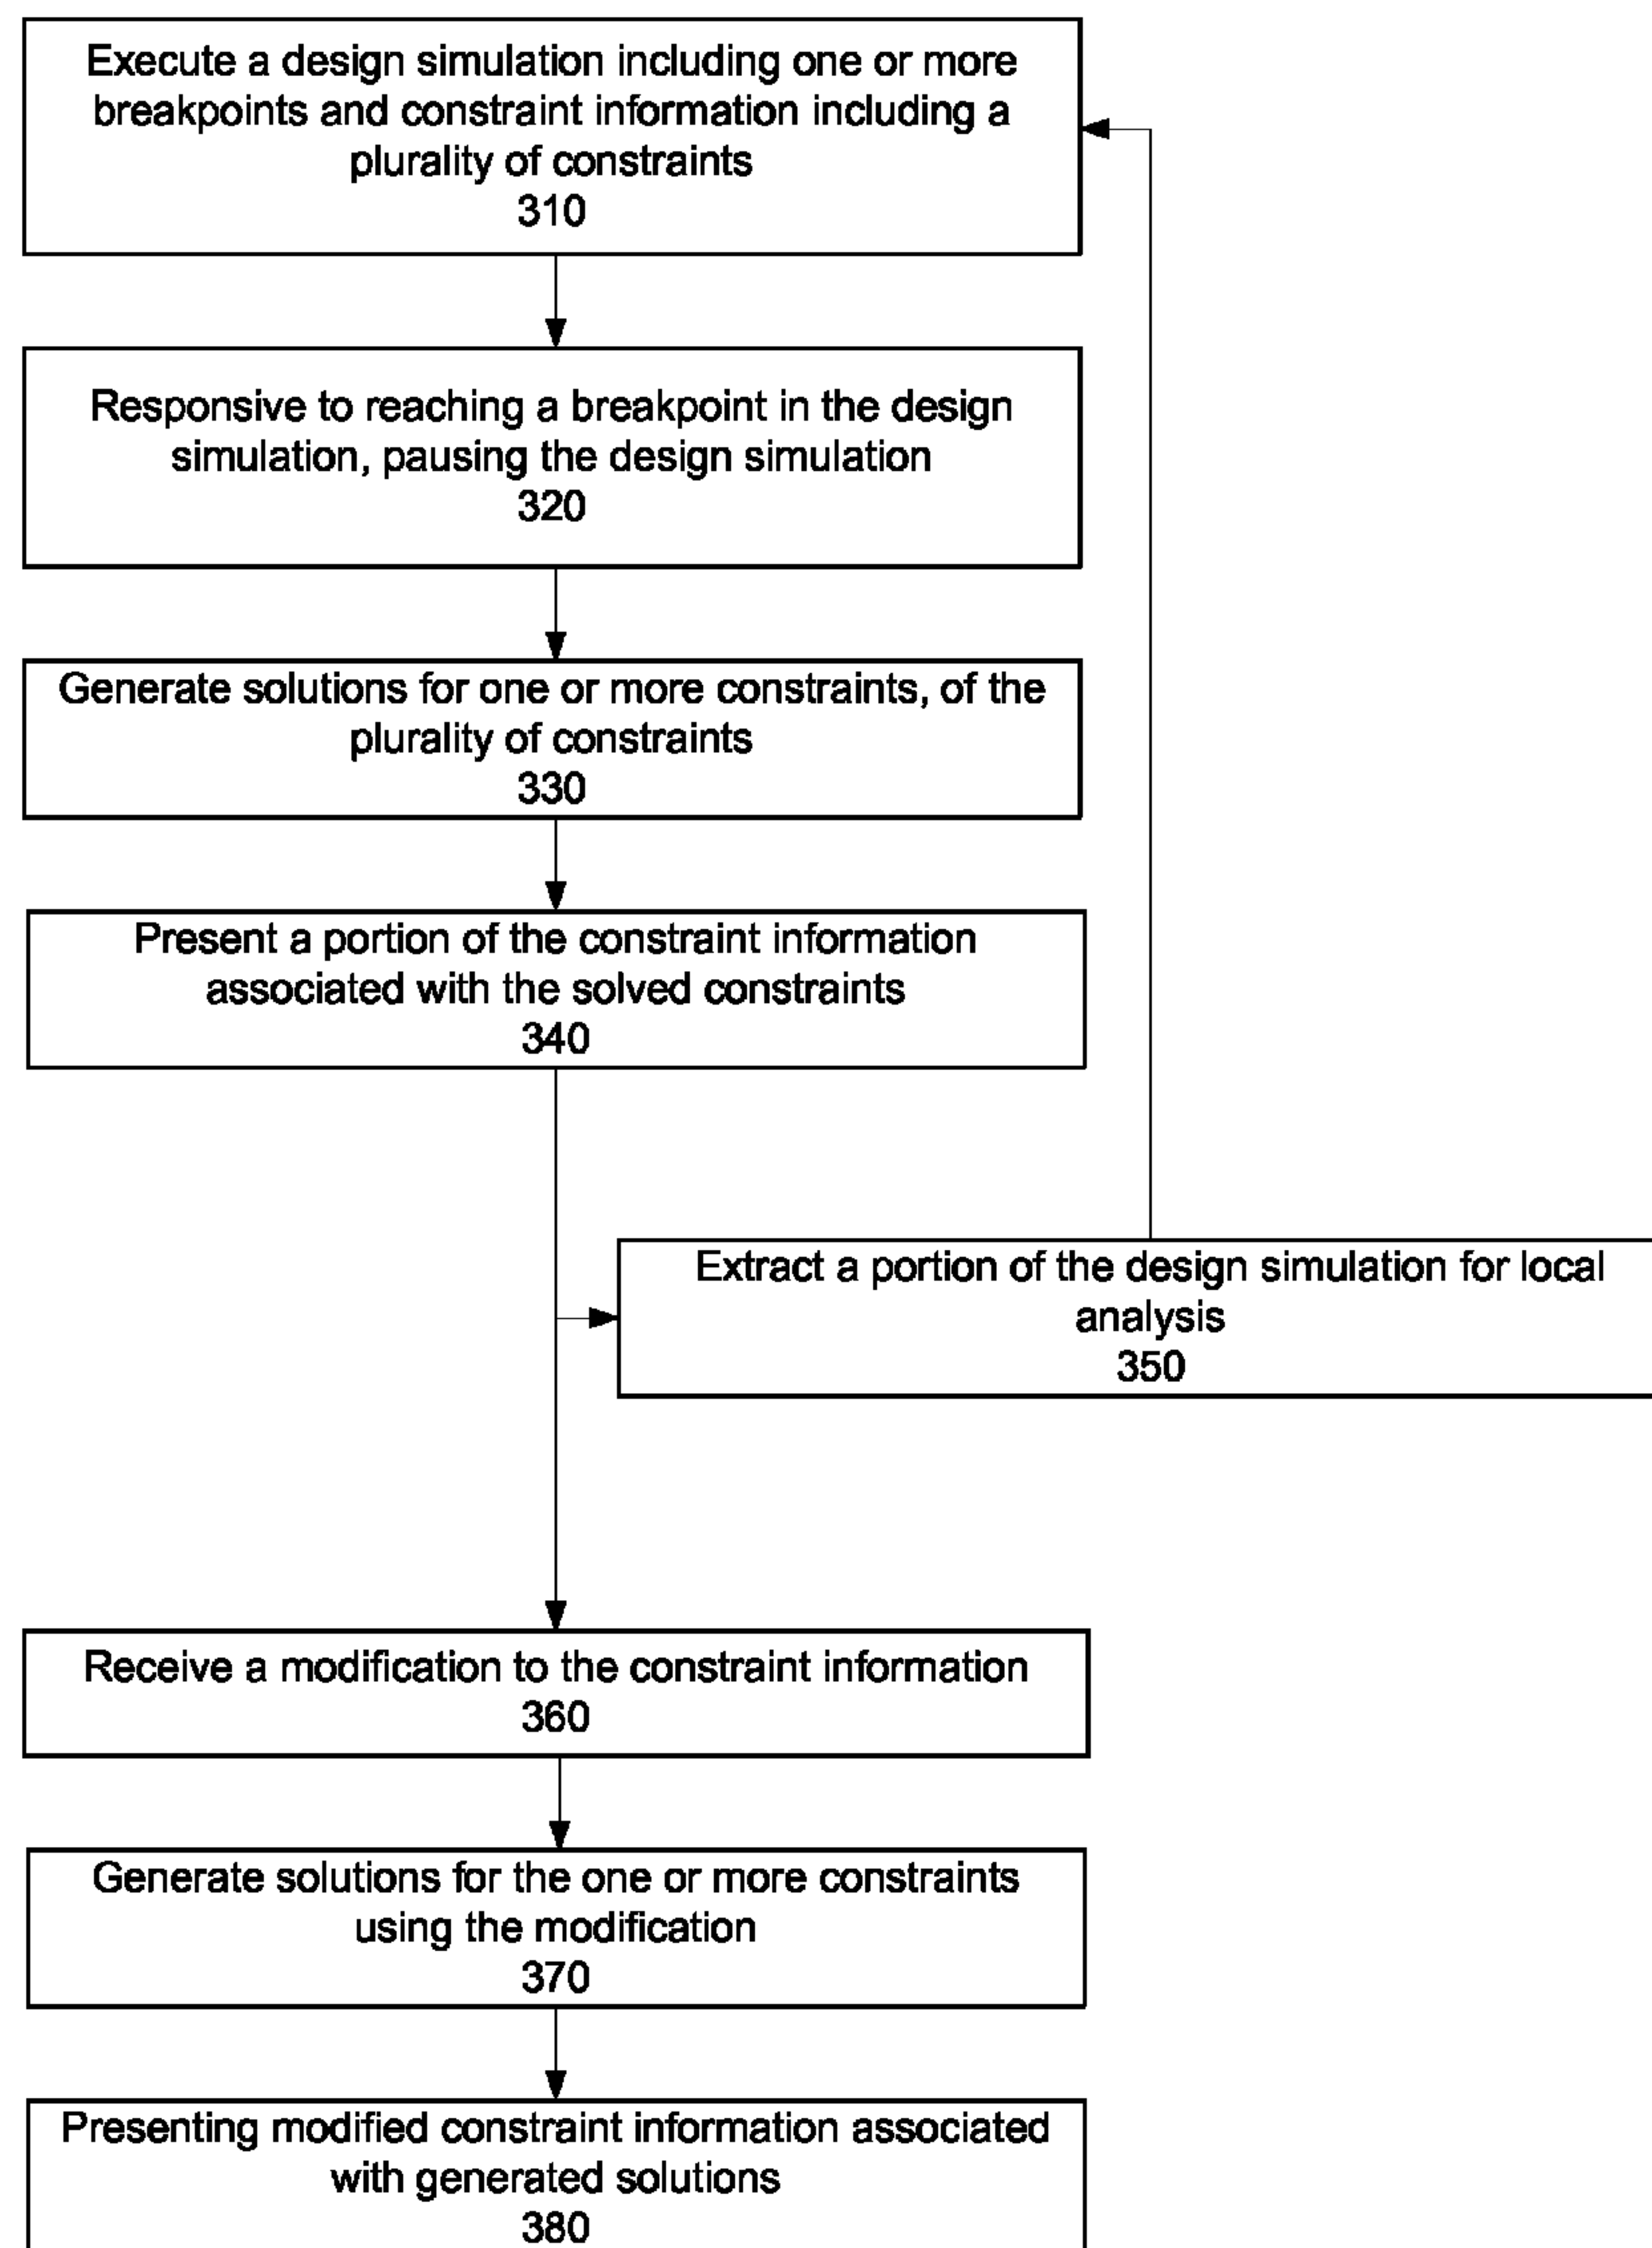 Execute a design simulation including one or more
breakpoints and constraint information including a
plurality of constraints
310
Responsive to reaching a breakpoint in the design
simulation, pausing the design simulation
320
Generate solutions for one or more constraints, of the
plurality of constraints
330
Present a portion of the constraint information
associated with the solved constraints
340
Extract a portion of the design simulation for local
analysis
350
Receive a modification to the constraint information
360
Generate solutions for the one or more constraints
using the modification
370
Presenting modified constraint information associated
with generated solutions
380